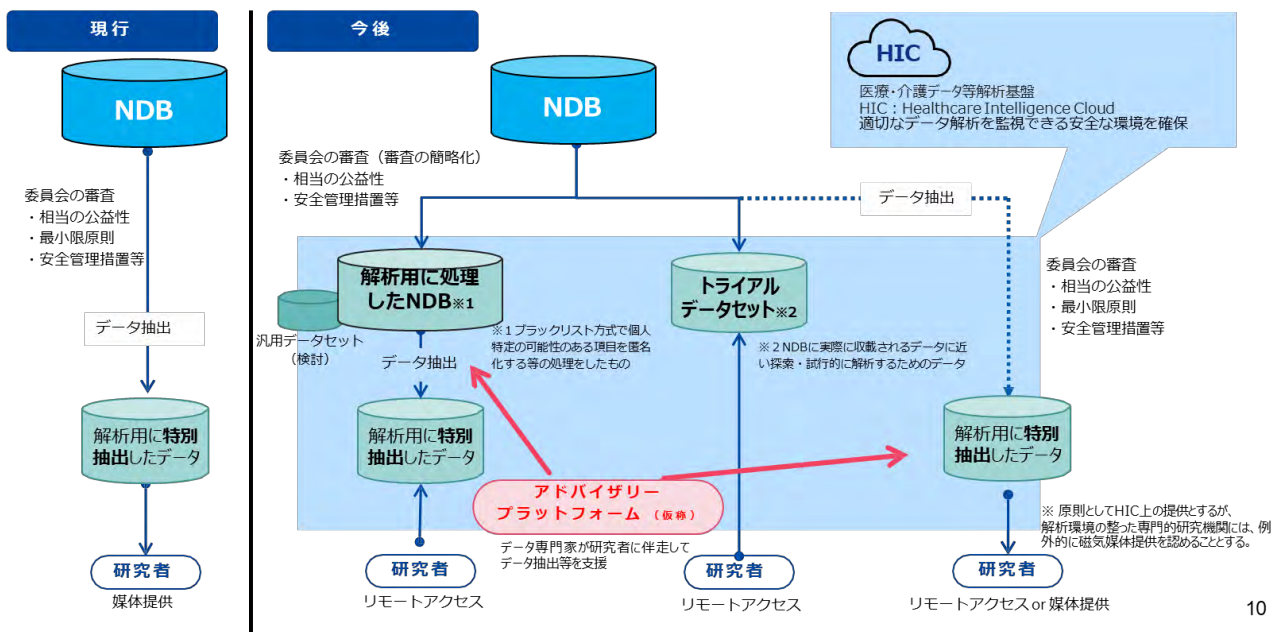 現行
NDB
委員会の審査
・相当の公益性
・最小限原則
・安全管理措置等
データ抽出
解析用に特別
抽出したデータ
研究者
媒体提供
今後
NDB
HIC
医療・介護データ等解析基盤
HIC：Healthcare Intelligence Cloud
適切なデータ解析を監視できる安全な環境を確保
委員会の審査（審査の簡略化）
・相当の公益性
・安全管理措置等
データ抽出
解析用に処理
したNDB※1
汎用データセット
（検討）
データ抽出
※１ブラックリスト方式で個人
特定の可能性のある項目を匿名
化する等の処理をしたもの
解析用に特別
抽出したデータ
研究者
リモートアクセス
トライアル
データセット※2
※２NDBに実際に収載されるデータに近
い探索・試行的に解析するためのデータ
アドバイザリー
プラットフォーム （仮称）
データ専門家が研究者に伴走して
データ抽出等を支援
研究者
リモートアクセス
委員会の審査
・相当の公益性
・最小限原則
・安全管理措置等
解析用に特別
抽出したデータ
※ 原則としてHIC上の提供とするが、
解析環境の整った専門的研究機関には、例
外的に磁気媒体提供を認めることとする。
研究者
リモートアクセス or 媒体提供
10